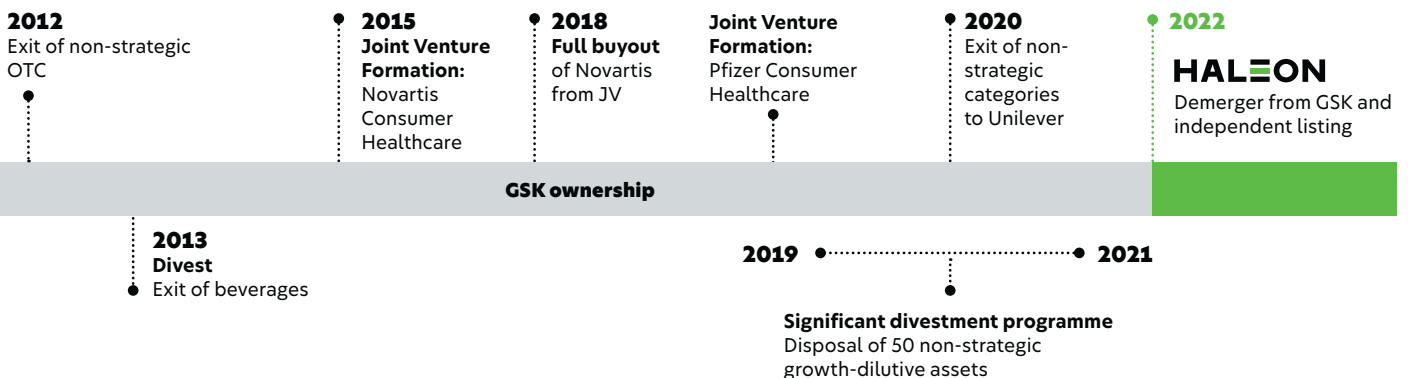 2012
Exit of non-strategic
OTC
2015
Joint Venture
Formation:
Novartis
Consumer
Healthcare
2018
Full buyout
of Novartis
from JV
Joint Venture
Formation:
Pfizer Consumer
Healthcare
2020
Exit of non-
strategic
categories
to Unilever
2022
HALEON
Demerger from GSK and
independent listing
GSK ownership
2013
Divest
Exit of beverages
2019
2021
Significant divestment programme
Disposal of 50 non-strategic
growth-dilutive assets